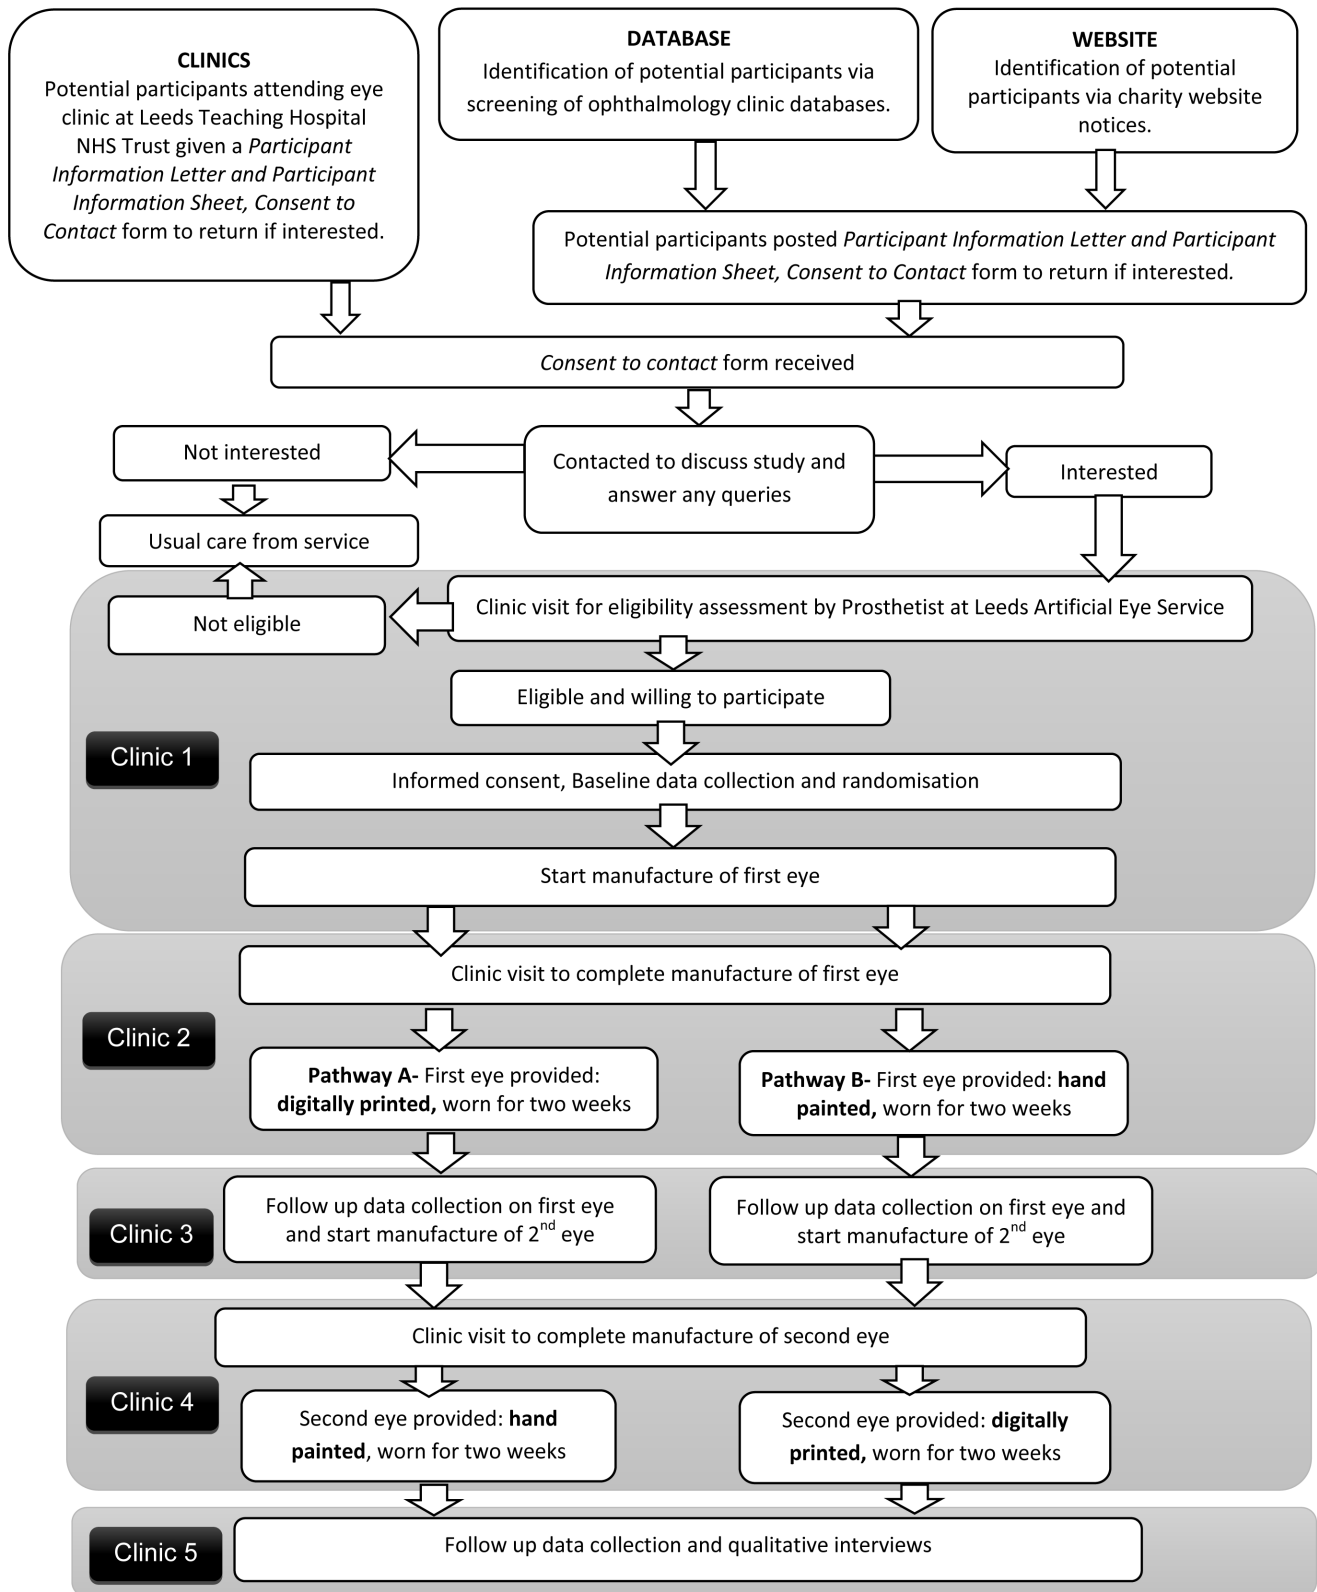 CLINICS
Potential participants attending eye
clinic at Leeds Teaching Hospital
NHS Trust given a Participant
Information Letter and Participant
Information Sheet, Consent to
Contact form to return if interested.
DATABASE
Identification of potential participants via
screening of ophthalmology clinic databases.
WEBSITE
Identification of potential
participants via charity website
notices.
Potential participants posted Participant Information Letter and Participant
Information Sheet, Consent to Contact form to return if interested.
Consent to contact form received
Not interested
Contacted to discuss study and
answer any queries
Interested
Usual care from service
Clinic visit for eligibility assessment by Prosthetist at Leeds Artificial Eye Service
Not eligible
Eligible and willing to participate
Clinic 1
Informed consent, Baseline data collection and randomisation
Start manufacture of first eye
Clinic visit to complete manufacture of first eye
Clinic 2
Pathway A- First eye provided:
digitally printed, worn for two weeks
Pathway B- First eye provided: hand
painted, worn for two weeks
Clinic 3
Follow up data collection on first eye
and start manufacture of 2nd eye
Follow up data collection on first eye and
start manufacture of 2nd eye
Clinic visit to complete manufacture of second eye
Clinic 4
Second eye provided: hand
painted, worn for two weeks
Second eye provided: digitally
printed, worn for two weeks
Clinic 5
Follow up data collection and qualitative interviews